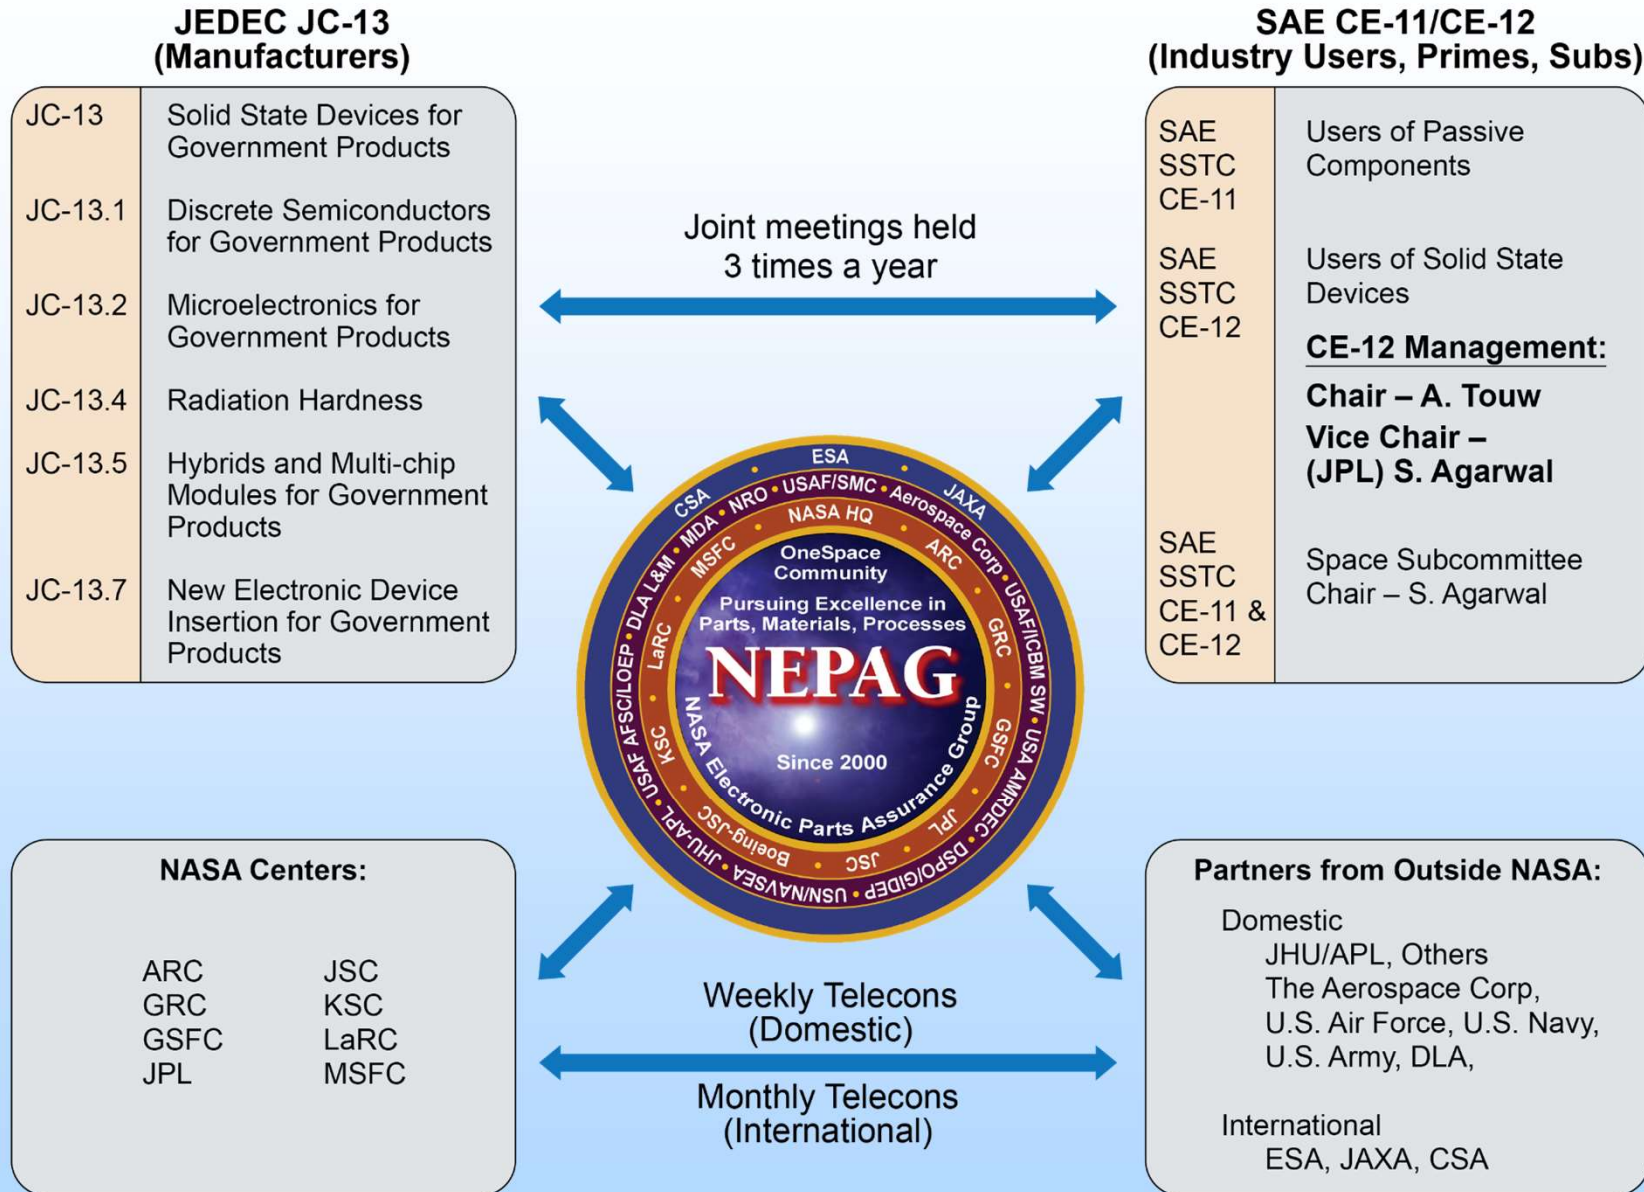 JEDEC JC-13
(Manufacturers)
JC-13 Solid State Devices for
Government Products
JC-13.1 Discrete Semiconductors
for Government Products
JC-13.2 Microelectronics for
Government Products
JC-13.4 Radiation Hardness
JC-13.5 Hybrids and Multi-chip
Modules for Government
Products
JC-13.7 New Electronic Device
Insertion for Government
Products
Joint meetings held
3 times a year
SAE CE-11/CE-12
(Industry Users, Primes, Subs)
SAE Users of Passive
SSTC Components
CE-11
SAE Users of Solid State
SSTC Devices
CE-12
CE-12 Management:
Chair – A. Touw
Vice Chair –
(JPL) S. Agarwal
SAE
SSTC
CE-11 &
CE-12
Space Subcommittee
Chair – S. Agarwal
CSA • ESA • JAXA
USAF AFSC/LOEP • DLA L&M • MDA • NRO • USAF/SMC • Aerospace Corp • USAF/ICBM SW • USA AMRDEC • DSPO/GIDEP • USN/NAVSEA • JHU-APL
NASA HQ • ARC • GRC • GSFC • JPL • JSC • Boeing-JSC • KSC • LaRC • MSFC
OneSpace
Community
Pursuing Excellence in
Parts, Materials, Processes
NEPAG
Since 2000
NASA Electronic Parts Assurance Group
NASA Centers:
ARC JSC
GRC KSC
GSFC LaRC
JPL MSFC
Weekly Telecons
(Domestic)
Monthly Telecons
(International)
Partners from Outside NASA:
Domestic
JHU/APL, Others
The Aerospace Corp,
U.S. Air Force, U.S. Navy,
U.S. Army, DLA,
International
ESA, JAXA, CSA